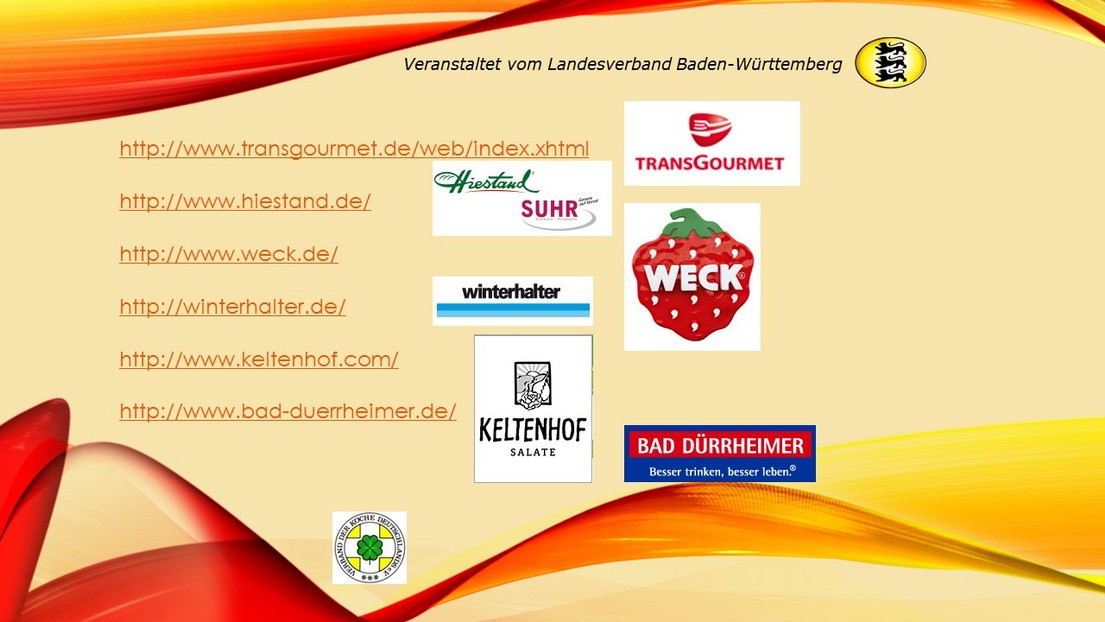 Veranstaltet vom Landesverband Baden-Württemberg
http://www.transgourmet.de/web/index.xhtml
TRANSGOURMET
http://www.hiestand.de/
Hiestand®
SUHR
http://www.weck.de/
WECK®
http://winterhalter.de/
winterhalter
http://www.keltenhof.com/
KELTENHOF
SALATE
http://www.bad-duerrheimer.de/
BAD DÜRRHEIMER
Besser trinken, besser leben.®
VERBAND DER KÖCHE DEUTSCHLANDS e.V.